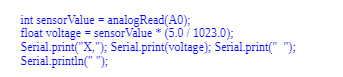 int sensorValue = analogRead(A0);
float voltage = sensorValue * (5.0 / 1023.0);
Serial.print("X,"); Serial.print(voltage); Serial.print("  ");
Serial.println(" ");